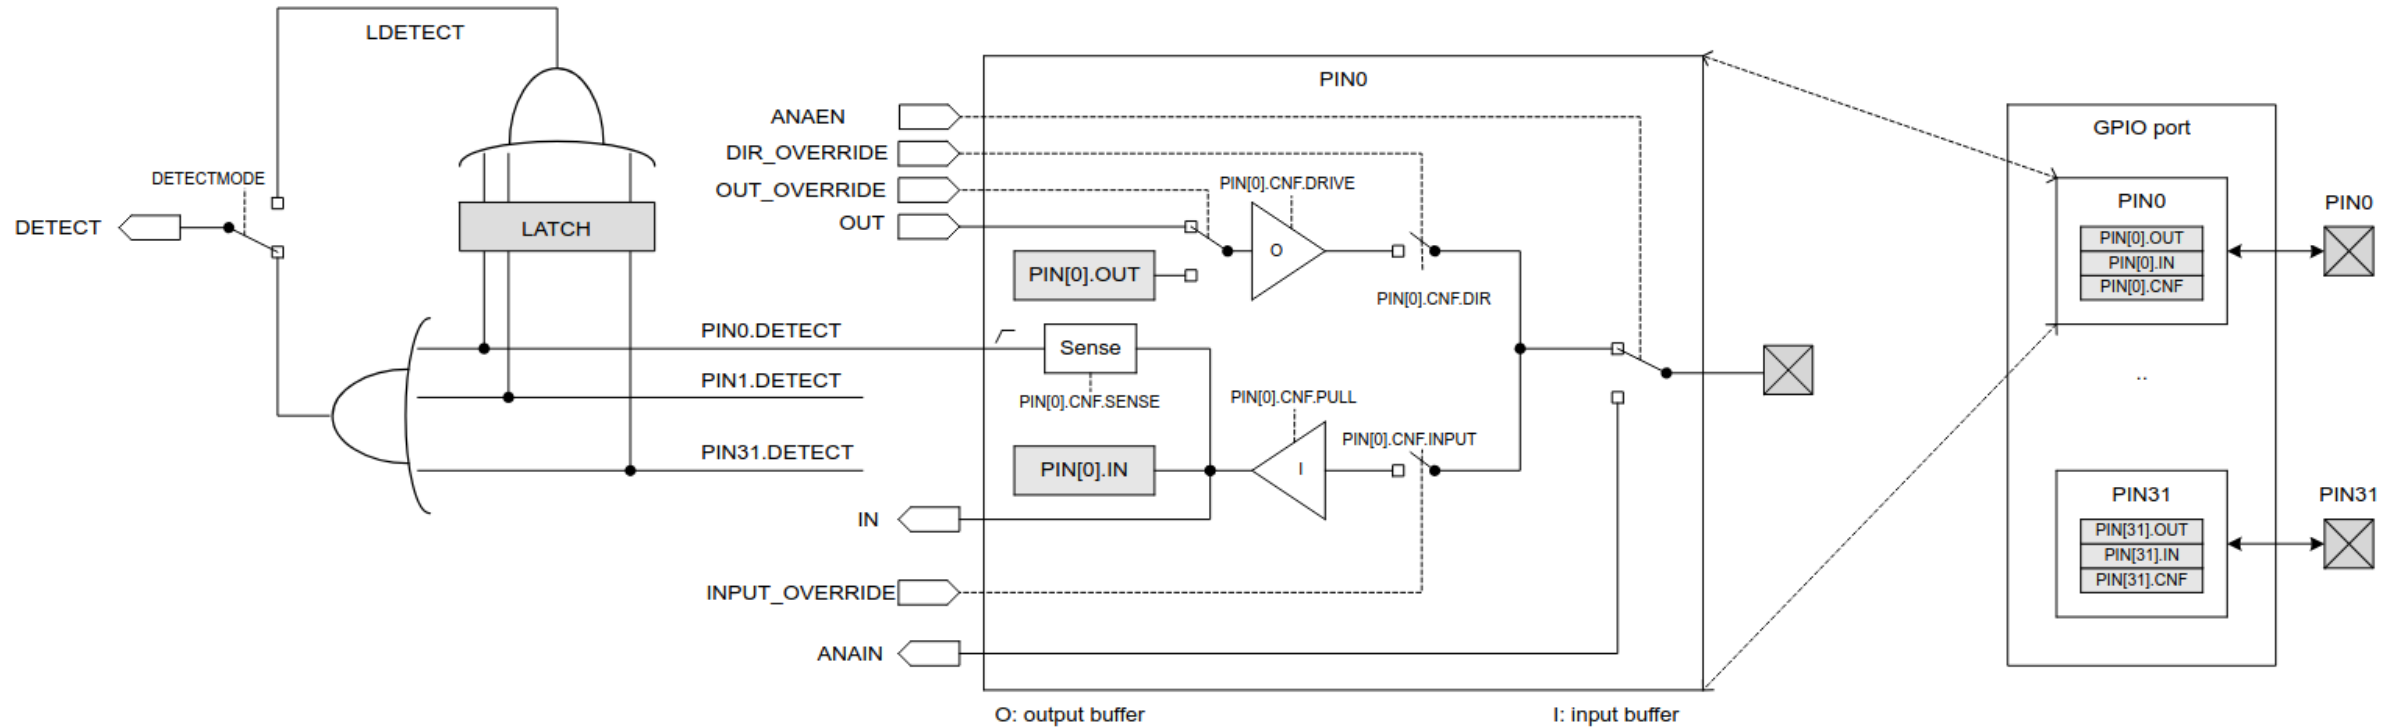 LDETECT
PIN0
ANAEN
GPIO port
DIR_OVERRIDE
DETECTMODE
OUT_OVERRIDE
PIN[0].CNF.DRIVE
PIN0
PIN0
DETECT
LATCH
OUT
O
PIN[0].OUT
PIN[0].IN
PIN[0].CNF
PIN[0].OUT
PIN[0].CNF.DIR
PIN0.DETECT
Sense
PIN1.DETECT
..
PIN[0].CNF.SENSE
PIN[0].CNF.PULL
PIN[0].CNF.INPUT
PIN31.DETECT
PIN[0].IN
I
PIN31
PIN31
IN
PIN[31].OUT
PIN[31].IN
PIN[31].CNF
INPUT_OVERRIDE
ANAIN
O: output buffer
I: input buffer